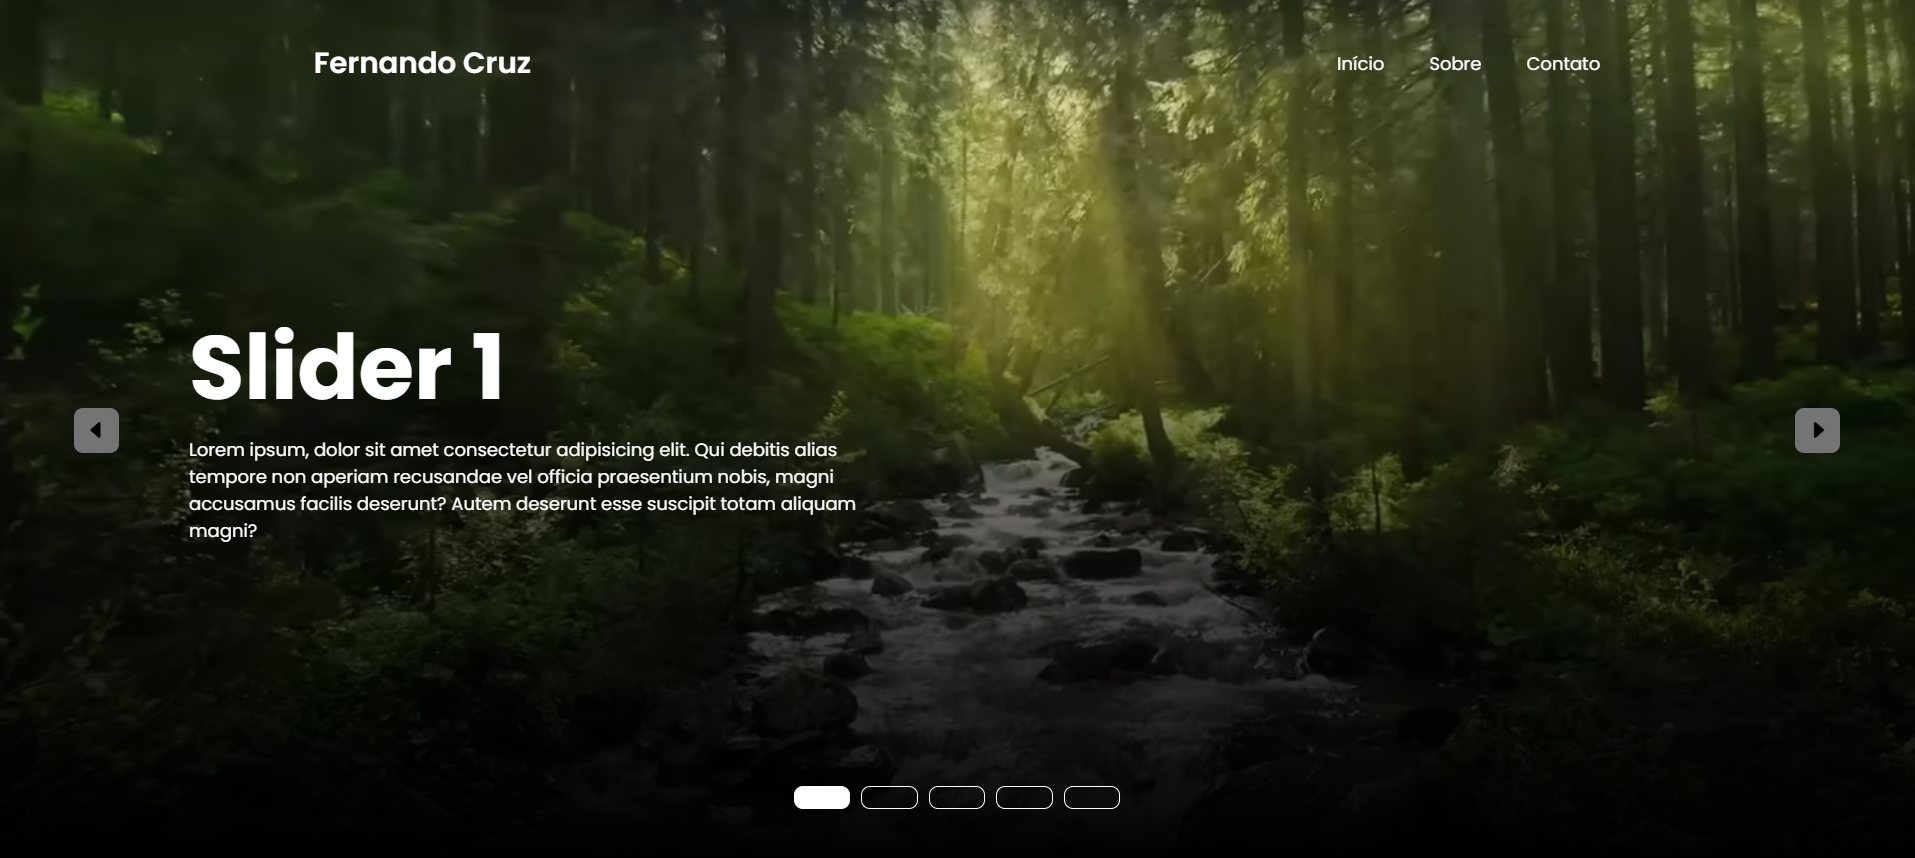 Fernando Cruz
Início Sobre Contato
Slider 1
Lorem ipsum, dolor sit amet consectetur adipisicing elit. Qui debitis alias
tempore non aperiam recusandae vel officia praesentium nobis, magni
accusamus facilis deserunt? Autem deserunt esse suscipit totam aliquam
magni?